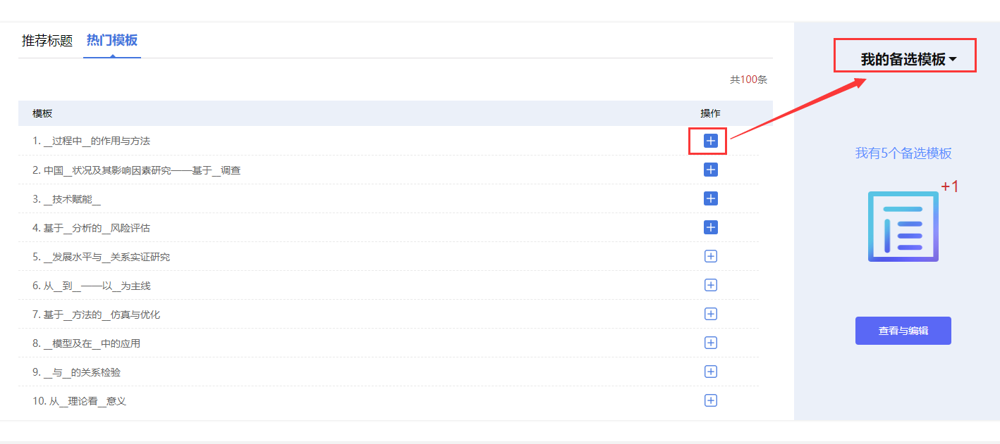 推荐标题 热门模板
我的备选模板
共100条
模板 操作
1. __过程中__的作用与方法
2. 中国__状况及其影响因素研究——基于__调查
3. __技术赋能__
4. 基于__分析的__风险评估
5. __发展水平与__关系实证研究
6. 从__到__——以__为主线
7. 基于__方法的__仿真与优化
8. __模型及在__中的应用
9. __与__的关系检验
10. 从__理论看__意义
我有5个备选模板
+1
查看与编辑